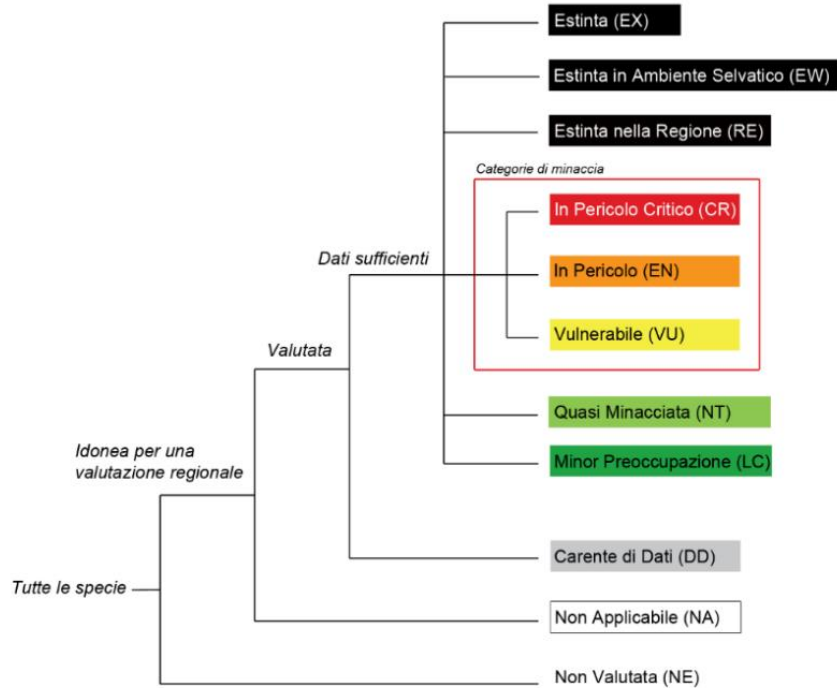 Estinta (EX)
Estinta in Ambiente Selvatico (EW)
Estinta nella Regione (RE)
Categorie di minaccia
In Pericolo Critico (CR)
Dati sufficienti
In Pericolo (EN)
Vulnerabile (VU)
Valutata
Quasi Minacciata (NT)
Idonea per una
valutazione regionale
Minor Preoccupazione (LC)
Carente di Dati (DD)
Tutte le specie
Non Applicabile (NA)
Non Valutata (NE)